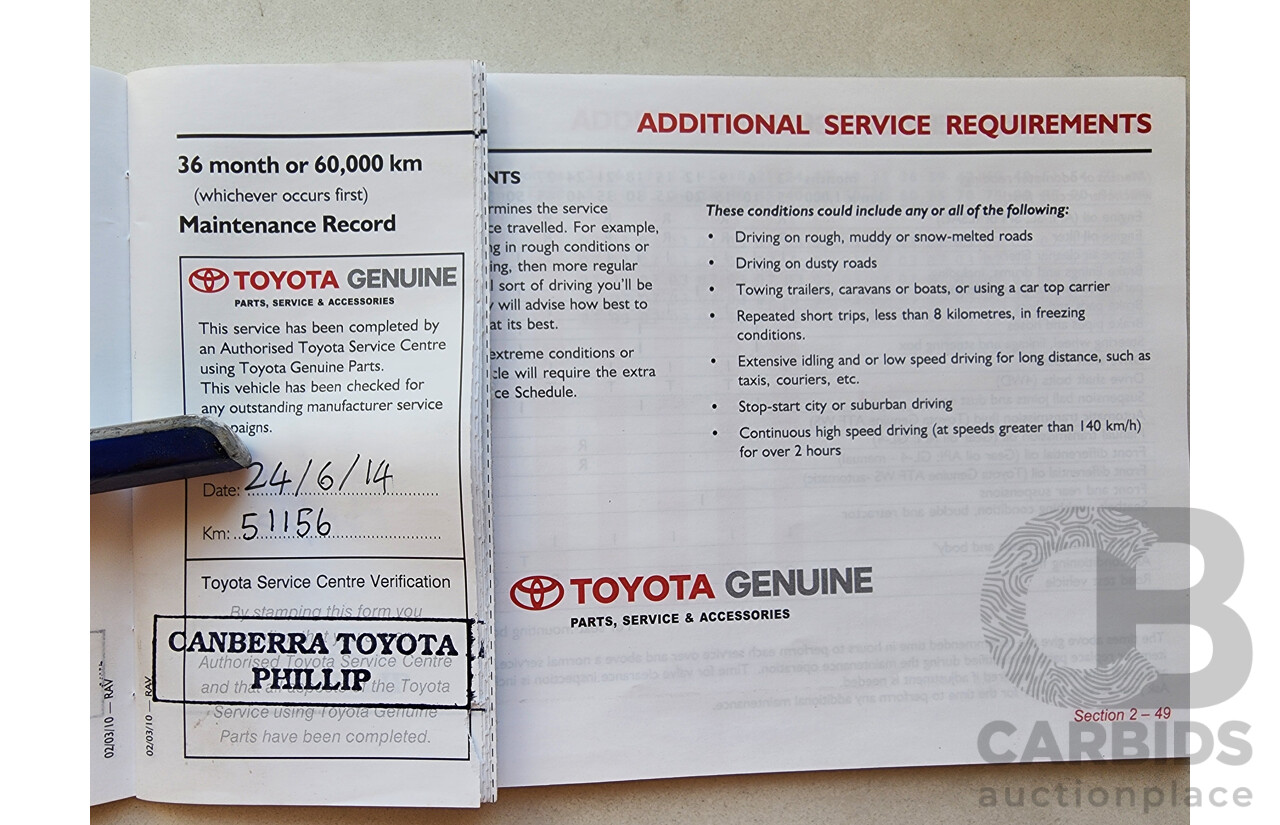 36 month or 60,000 km
(whichever occurs first)
Maintenance Record
TOYOTA GENUINE
PARTS, SERVICE & ACCESSORIES
This service has been completed by
an Authorised Toyota Service Centre
using Toyota Genuine Parts.
This vehicle has been checked for
any outstanding manufacturer service
paigns.
Date: 24/6/14
Km: 51156
Toyota Service Centre Verification
By stamping this form you
CANBERRA TOYOTA
Authorised Toyota Service Centre
PHILLIP
and that all aspects of the Toyota
Service using Toyota Genuine
Parts have been completed.
02/03/10 — RAV
02/03/10 — RAV
ADDITIONAL SERVICE REQUIREMENTS
NTS
rmines the service
ce travelled. For example,
ng in rough conditions or
ing, then more regular
l sort of driving you'll be
will advise how best to
at its best.
extreme conditions or
cle will require the extra
ce Schedule.
These conditions could include any or all of the following:
• Driving on rough, muddy or snow-melted roads
• Driving on dusty roads
• Towing trailers, caravans or boats, or using a car top carrier
• Repeated short trips, less than 8 kilometres, in freezing
conditions.
• Extensive idling and or low speed driving for long distance, such as
taxis, couriers, etc.
• Stop-start city or suburban driving
• Continuous high speed driving (at speeds greater than 140 km/h)
for over 2 hours
TOYOTA GENUINE
PARTS, SERVICE & ACCESSORIES
Section 2 – 49
CB
CARBIDS
auctionplace